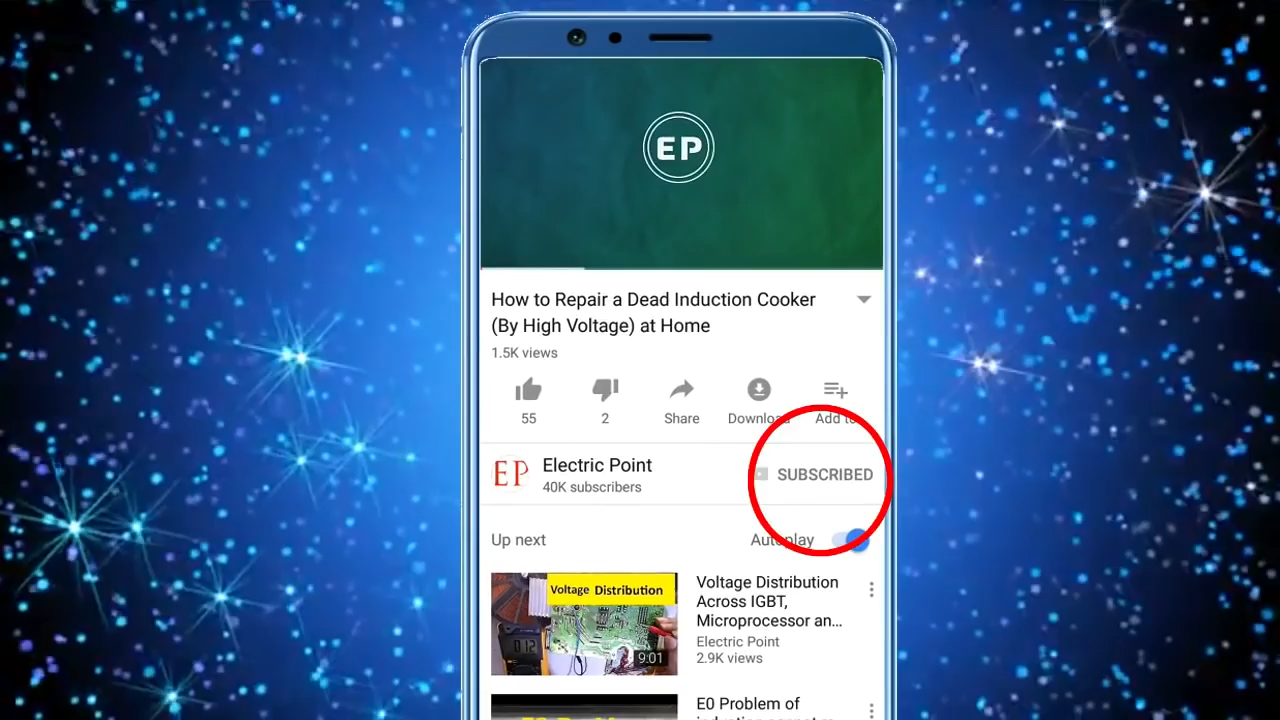 EP
How to Repair a Dead Induction Cooker
(By High Voltage) at Home
1.5K views
55
2
Share
Download
Add to
EP
Electric Point
40K subscribers
SUBSCRIBED
Up next
Autoplay
Voltage Distribution
012
9:01
Voltage Distribution
Across IGBT,
Microprocessor an...
Electric Point
2.9K views
E0 Problem of